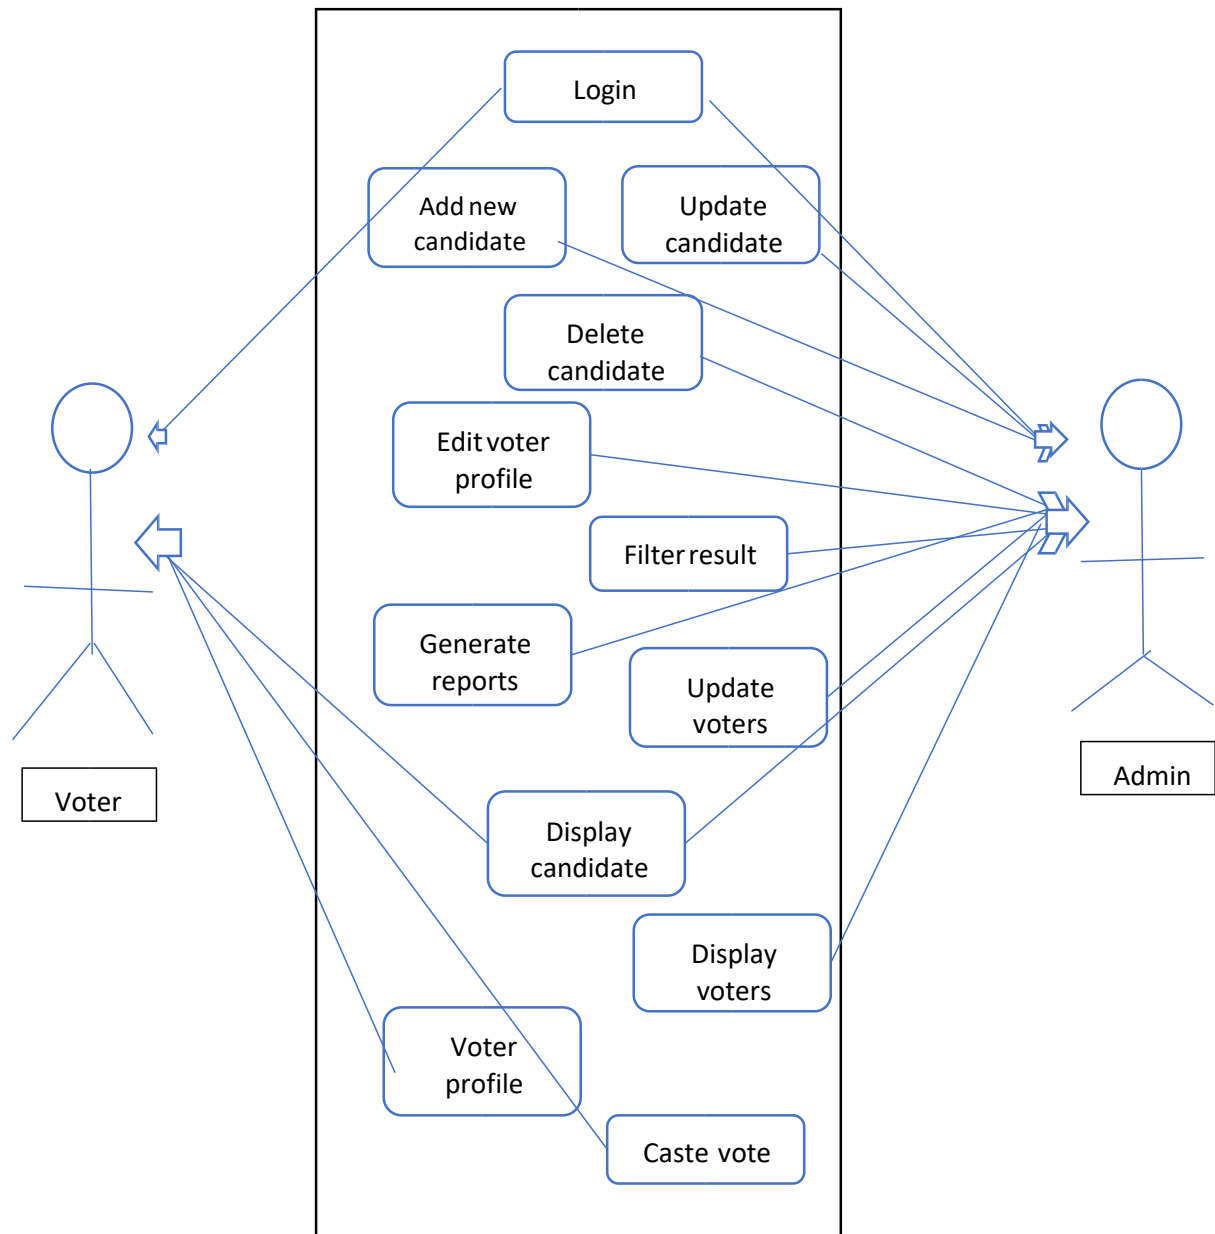 Login
Add new
candidate
Update
candidate
Delete
candidate
Edit voter
profile
Filter result
Generate
reports
Update
voters
Voter
Admin
Display
candidate
Display
voters
Voter
profile
Caste vote